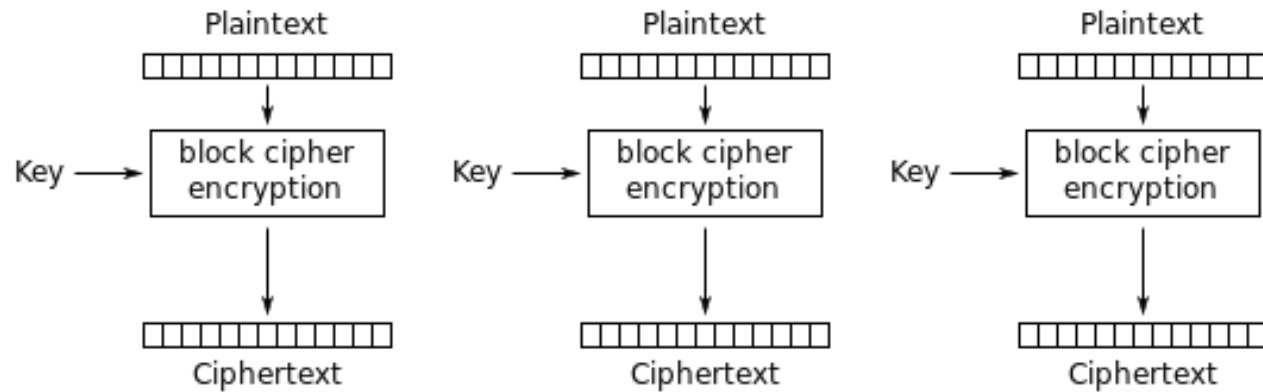 Plaintext
Plaintext
Plaintext
Key
block cipher
encryption
Key
block cipher
encryption
Key
block cipher
encryption
Ciphertext
Ciphertext
Ciphertext